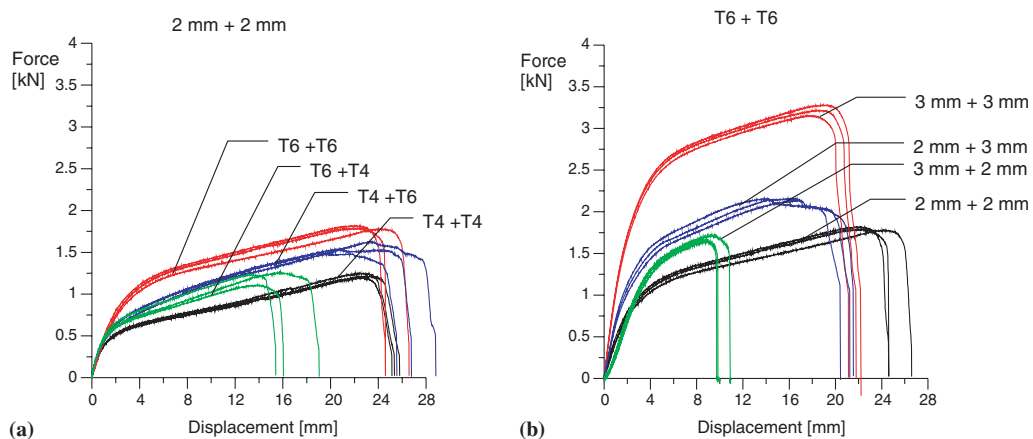 2 mm + 2 mm
Force
[kN]
4
3.5
3
2.5
2
1.5
1
0.5
0
T6 +T6
T6 +T4
T4 +T6
T4 +T4
0 4 8 12 16 20 24 28
Displacement [mm]
(a)
T6 + T6
Force
[kN]
4
3.5
3
2.5
2
1.5
1
0.5
0
3 mm + 3 mm
2 mm + 3 mm
3 mm + 2 mm
2 mm + 2 mm
0 4 8 12 16 20 24 28
Displacement [mm]
(b)